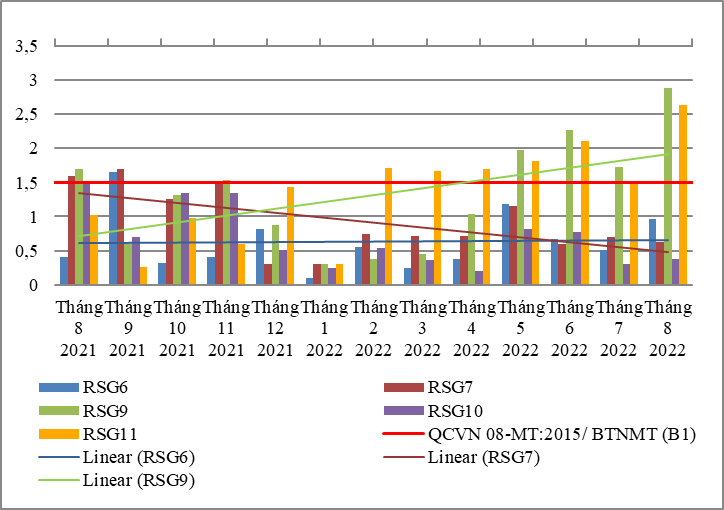 3,5
3
2,5
2
1,5
1
0,5
0
Tháng Tháng Tháng Tháng Tháng Tháng Tháng Tháng Tháng Tháng Tháng Tháng Tháng
8 9 10 11 12 1 2 3 4 5 6 7 8
2021 2021 2021 2021 2021 2022 2022 2022 2022 2022 2022 2022 2022
RSG6 RSG7
RSG9 RSG10
RSG11 QCVN 08-MT:2015/ BTNMT (B1)
Linear (RSG6) Linear (RSG7)
Linear (RSG9)